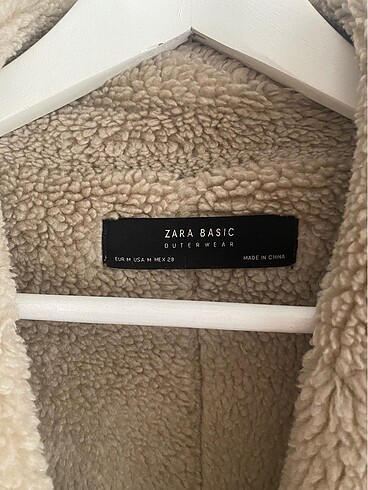 ZARA BASIC
OUTERWEAR
EUR M USA M MEX 28 MADE IN CHINA